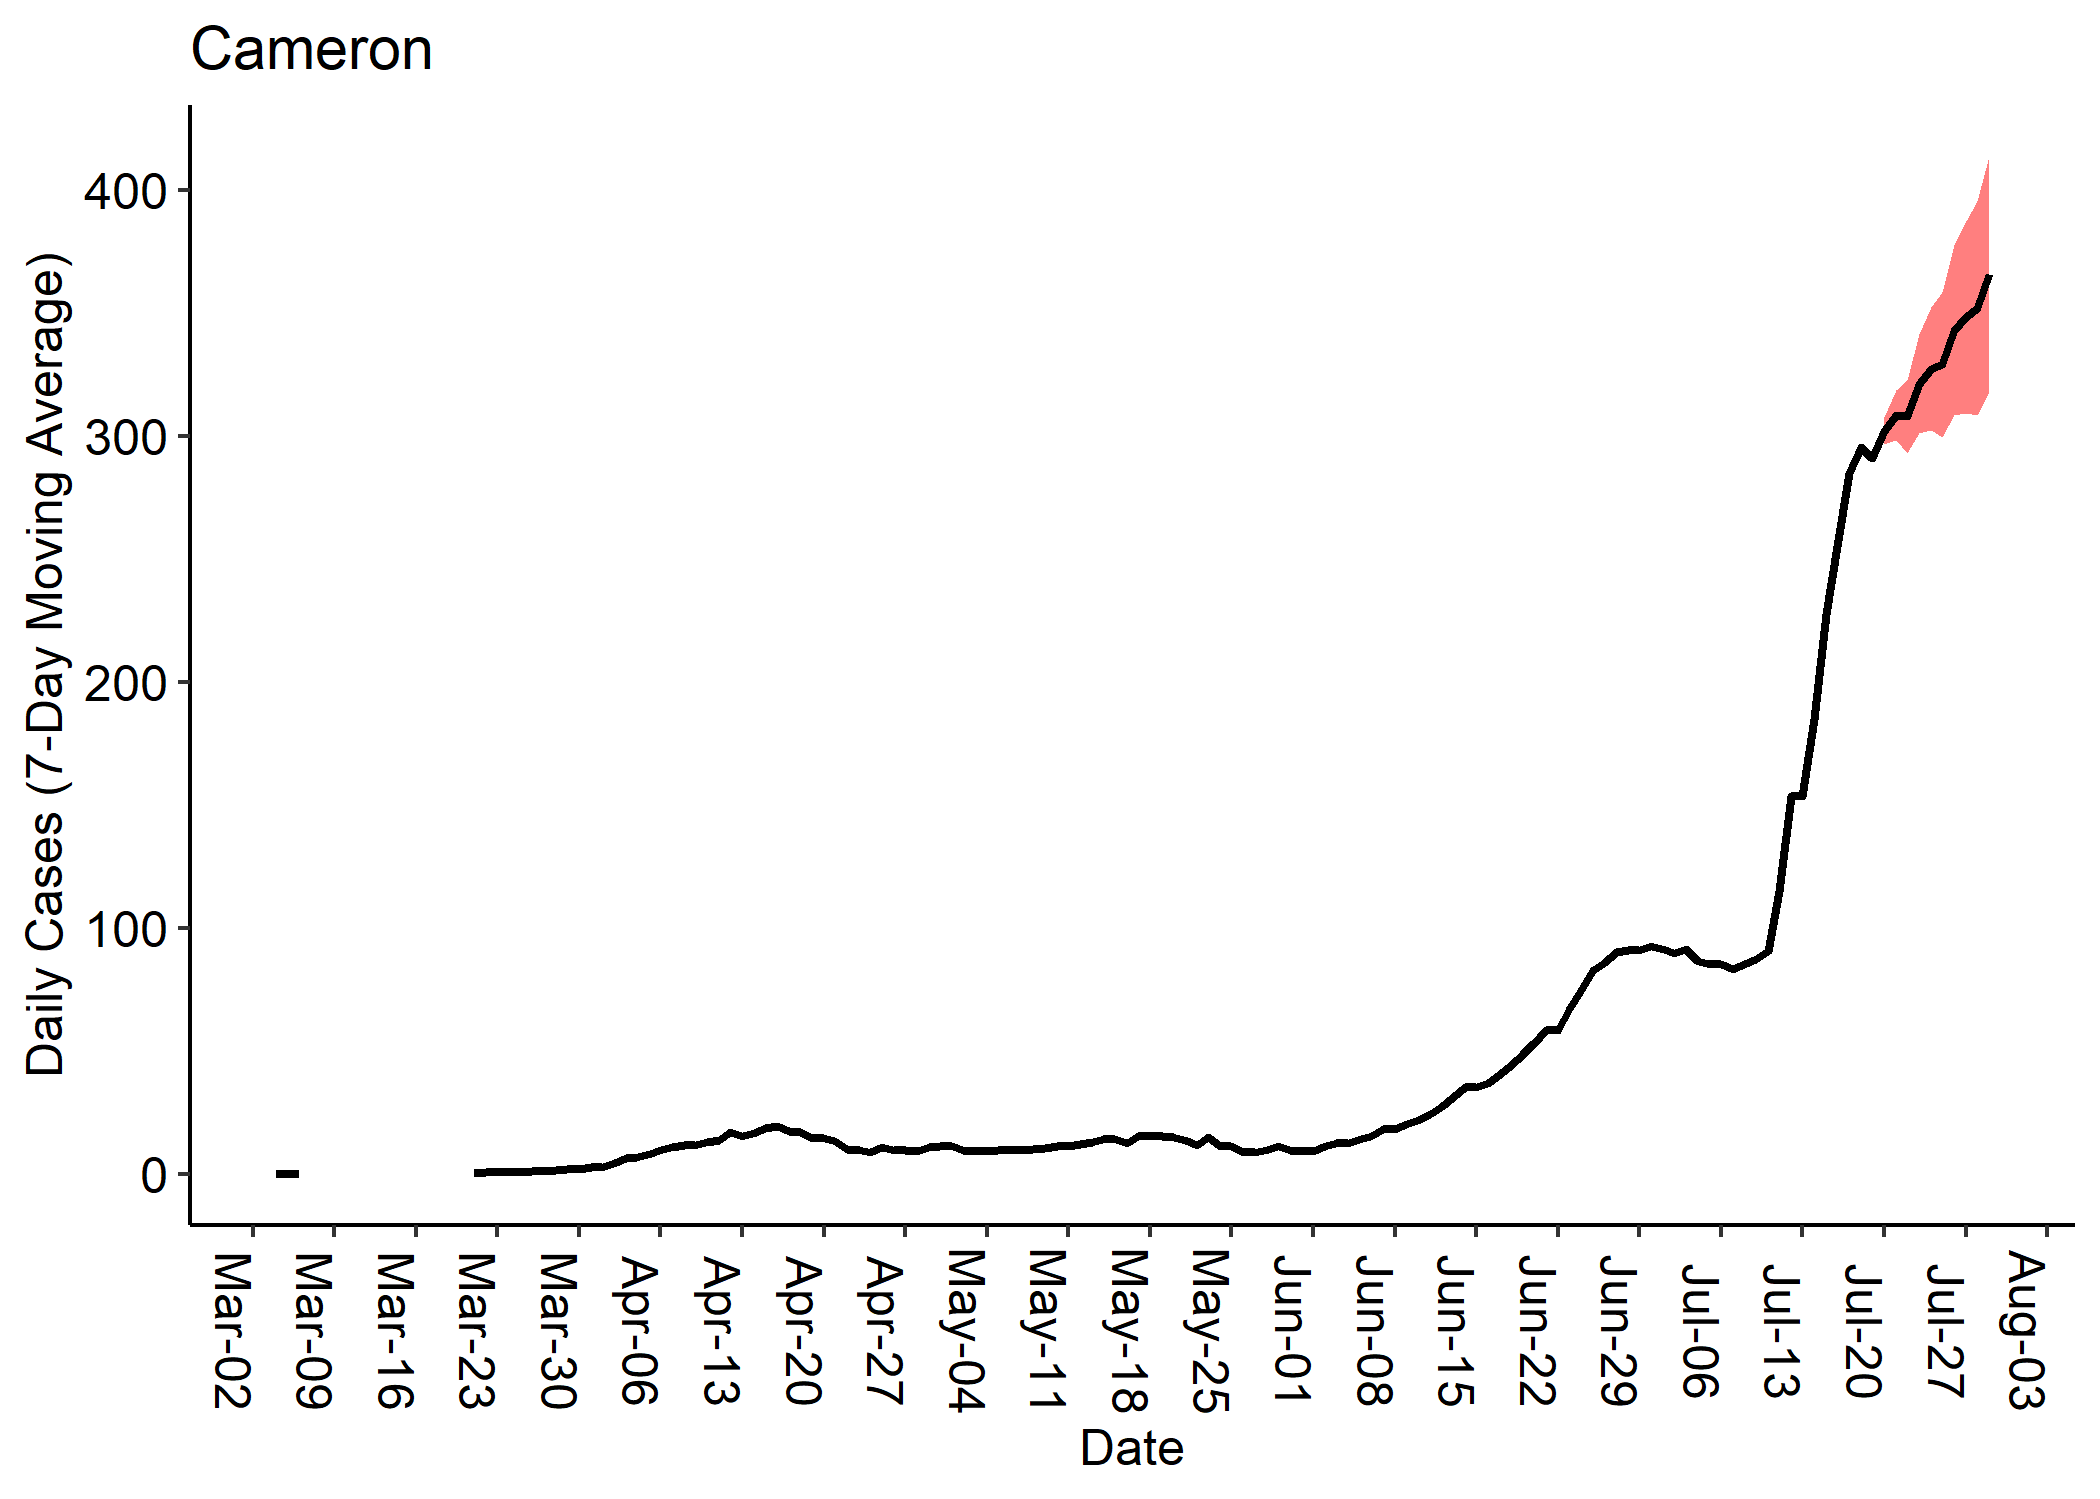 Cameron
Daily Cases (7-Day Moving Average)
400
300
200
100
0
Mar-02
Mar-09
Mar-16
Mar-23
Mar-30
Apr-06
Apr-13
Apr-20
Apr-27
May-04
May-11
May-18
May-25
Jun-01
Jun-08
Jun-15
Jun-22
Jun-29
Jul-06
Jul-13
Jul-20
Jul-27
Aug-03
Date